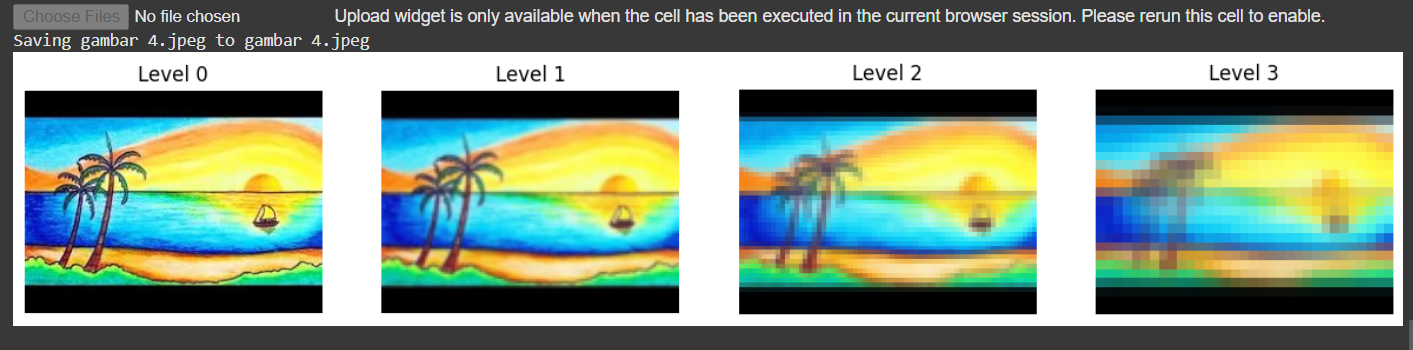 Choose Files No file chosen Upload widget is only available when the cell has been executed in the current browser session. Please rerun this cell to enable.
Saving gambar 4.jpeg to gambar 4.jpeg
Level 0 Level 1 Level 2 Level 3